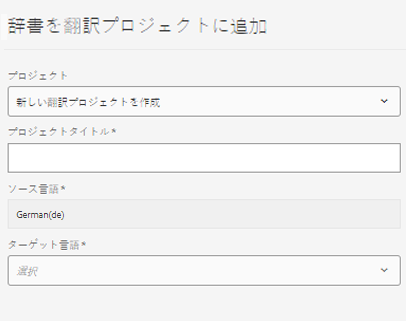 辞書を翻訳プロジェクトに追加
プロジェクト
新しい翻訳プロジェクトを作成
プロジェクトタイトル *
ソース言語 *
German(de)
ターゲット言語 *
選択